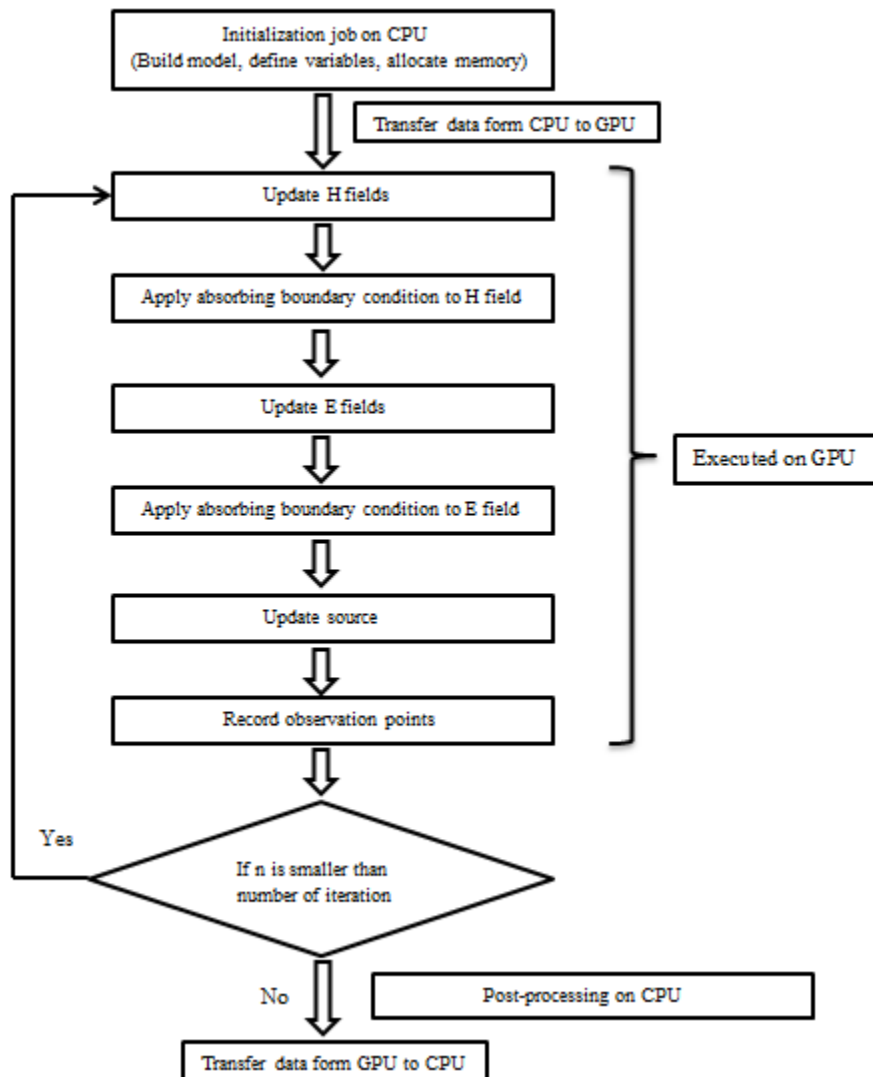 Initialization job on CPU
(Build model, define variables, allocate memory)
Transfer data form CPU to GPU
Update H fields
Apply absorbing boundary condition to H field
Update E fields
Executed on GPU
Apply absorbing boundary condition to E field
Update source
Record observation points
Yes
If n is smaller than
number of iteration
No
Post-processing on CPU
Transfer data form GPU to CPU